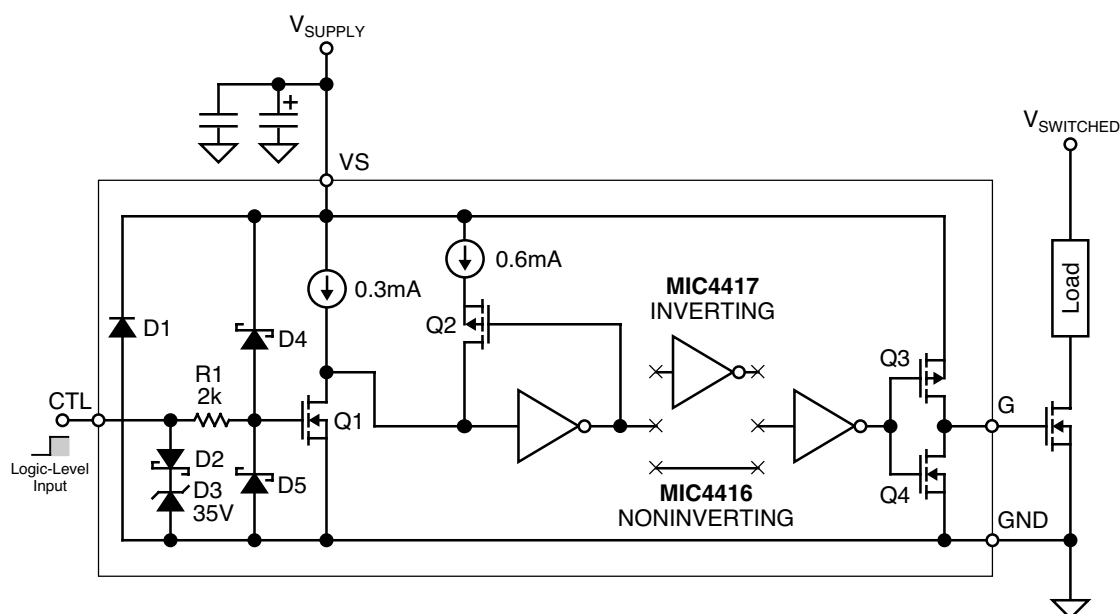 VSUPPLY
+
VSWITCHED
VS
0.6mA
0.3mA
MIC4417
INVERTING
Load
D1
D4
Q2
Q3
R1
2k
CTL
Q1
G
Logic-Level
Input
D2
D3
35V
D5
MIC4416
NONINVERTING
Q4
GND